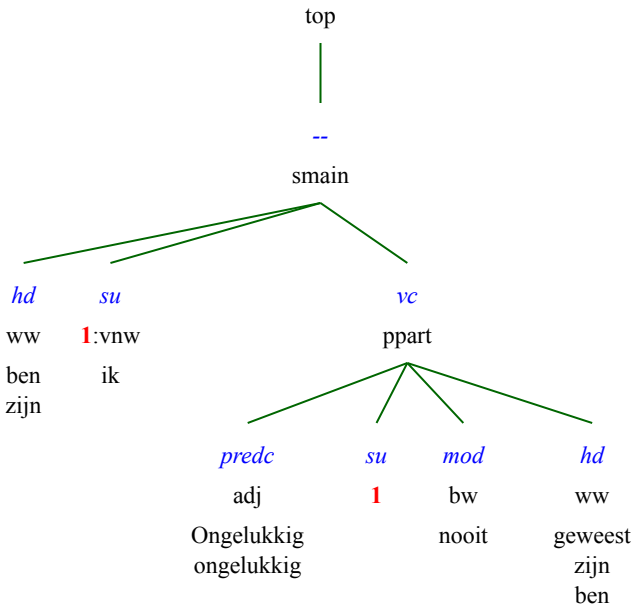 top
--
smain
hd su vc
ww 1:vnw ppart
ben ik
zijn
predc su mod hd
adj 1 bw ww
Ongelukkig nooit geweest
ongelukkig zijn
ben